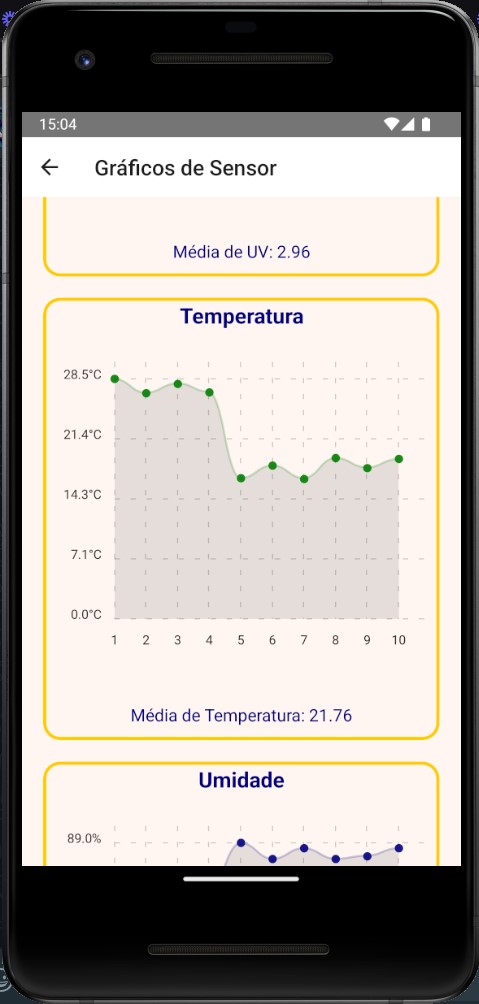 15:04
Gráficos de Sensor
Média de UV: 2.96
Temperatura
28.5°C
21.4°C
14.3°C
7.1°C
0.0°C
1 2 3 4 5 6 7 8 9 10
Média de Temperatura: 21.76
Umidade
89.0%